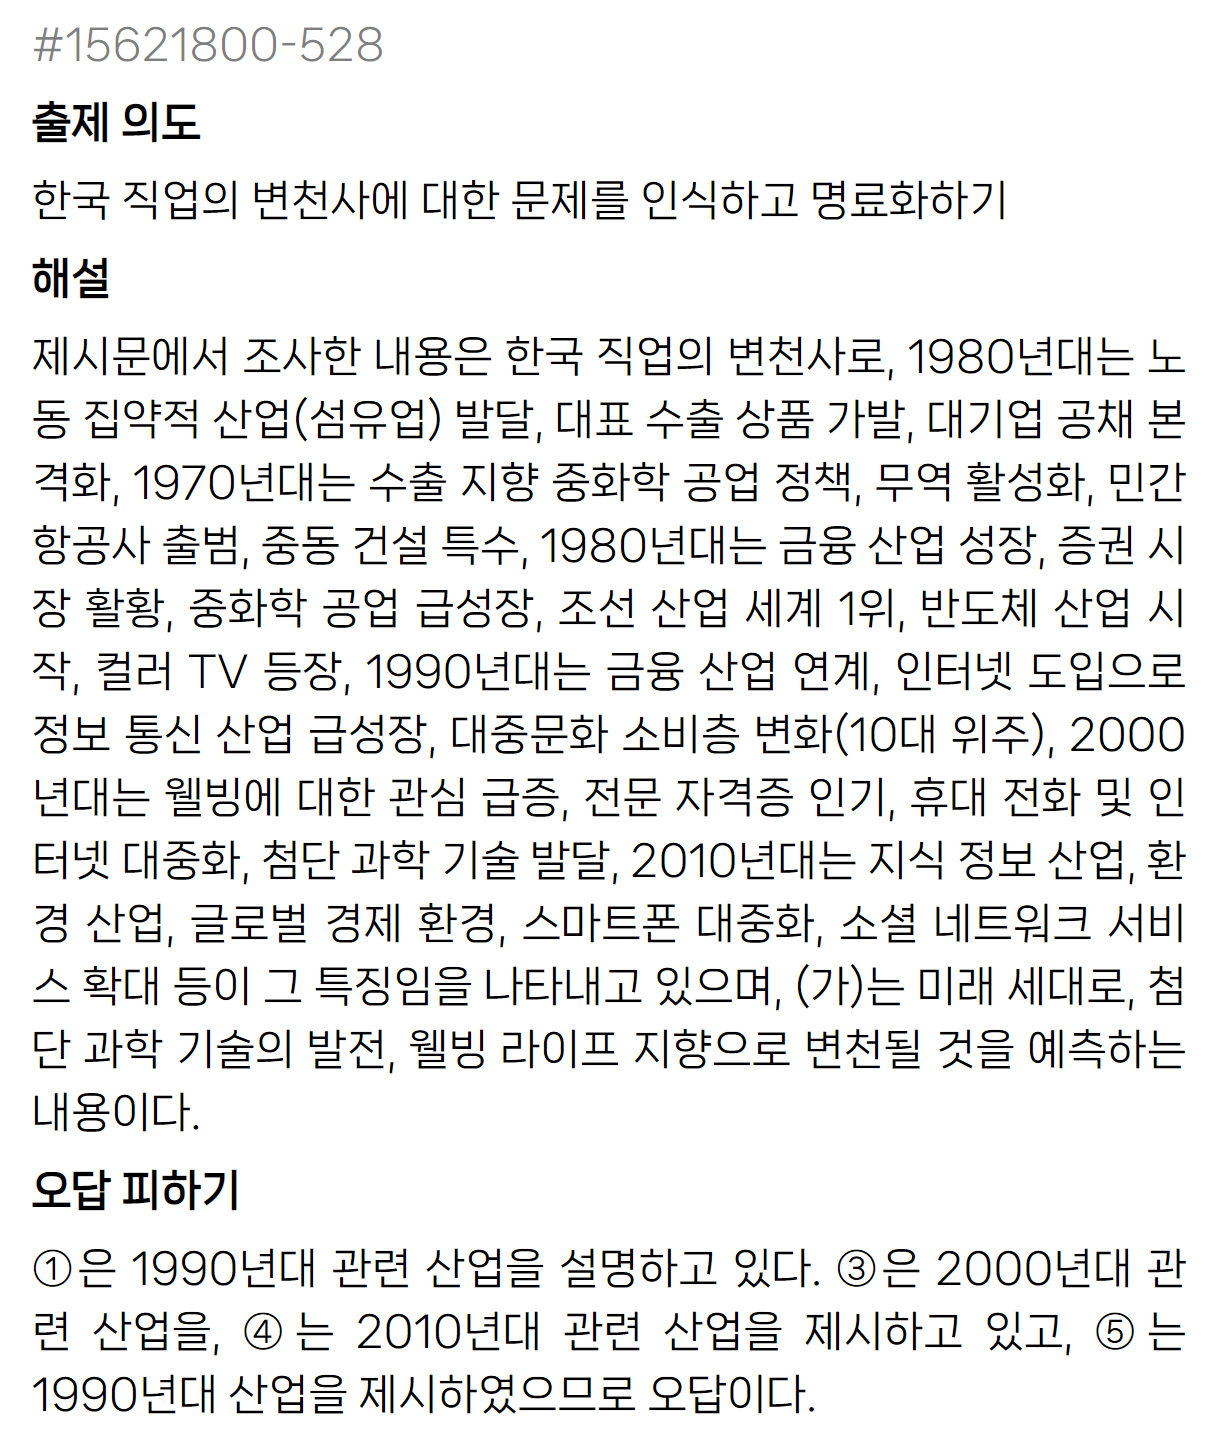 #15621800-528
출제 의도
한국 직업의 변천사에 대한 문제를 인식하고 명료화하기
해설
제시문에서 조사한 내용은 한국 직업의 변천사로, 1980년대는 노
동 집약적 산업(섬유업) 발달, 대표 수출 상품 가발, 대기업 공채 본
격화, 1970년대는 수출 지향 중화학 공업 정책, 무역 활성화, 민간
항공사 출범, 중동 건설 특수, 1980년대는 금융 산업 성장, 증권 시
장 활황, 중화학 공업 급성장, 조선 산업 세계 1위, 반도체 산업 시
작, 컬러 TV 등장, 1990년대는 금융 산업 연계, 인터넷 도입으로
정보 통신 산업 급성장, 대중문화 소비층 변화(10대 위주), 2000
년대는 웰빙에 대한 관심 급증, 전문 자격증 인기, 휴대 전화 및 인
터넷 대중화, 첨단 과학 기술 발달, 2010년대는 지식 정보 산업, 환
경 산업, 글로벌 경제 환경, 스마트폰 대중화, 소셜 네트워크 서비
스 확대 등이 그 특징임을 나타내고 있으며, (가)는 미래 세대로, 첨
단 과학 기술의 발전, 웰빙 라이프 지향으로 변천될 것을 예측하는
내용이다.
오답 피하기
①은 1990년대 관련 산업을 설명하고 있다. ③은 2000년대 관
련 산업을, ④는 2010년대 관련 산업을 제시하고 있고, ⑤는
1990년대 산업을 제시하였으므로 오답이다.